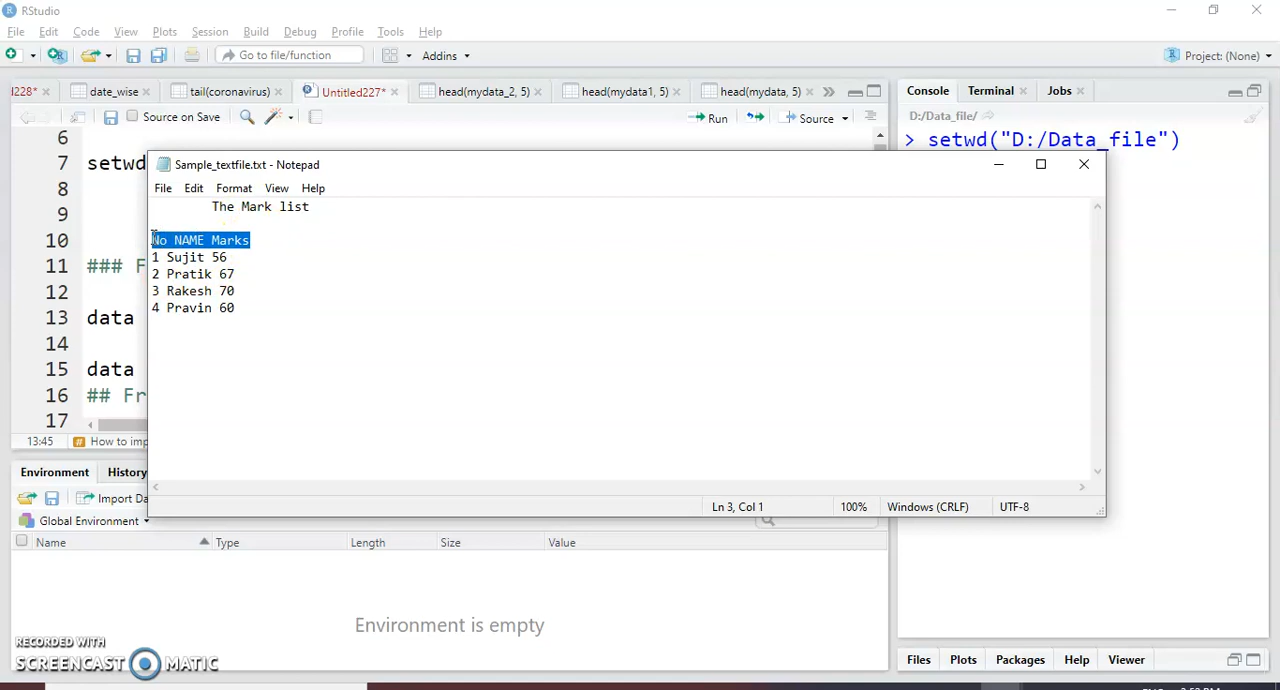 RStudio
File Edit Code View Plots Session Build Debug Profile Tools Help
Go to file/function Addins Project: (None)
228* date_wise tail(coronavirus) Untitled227* head(mydata_2, 5) head(mydata1, 5) head(mydata, 5)
Source on Save Run Source
6
7 setwd
8
9
10
11 ### F
12
13 data
14
15 data
16 ## Fr
17
13:45 # How to imp
Console Terminal Jobs
D:/Data_file/
> setwd("D:/Data_file")
Sample_textfile.txt - Notepad
File Edit Format View Help
The Mark list
No NAME Marks
1 Sujit 56
2 Pratik 67
3 Rakesh 70
4 Pravin 60
Ln 3, Col 1 100% Windows (CRLF) UTF-8
Environment History
Import Da
Global Environment
Name Type Length Size Value
Environment is empty
Files Plots Packages Help Viewer
RECORDED WITH
SCREENCAST MATIC